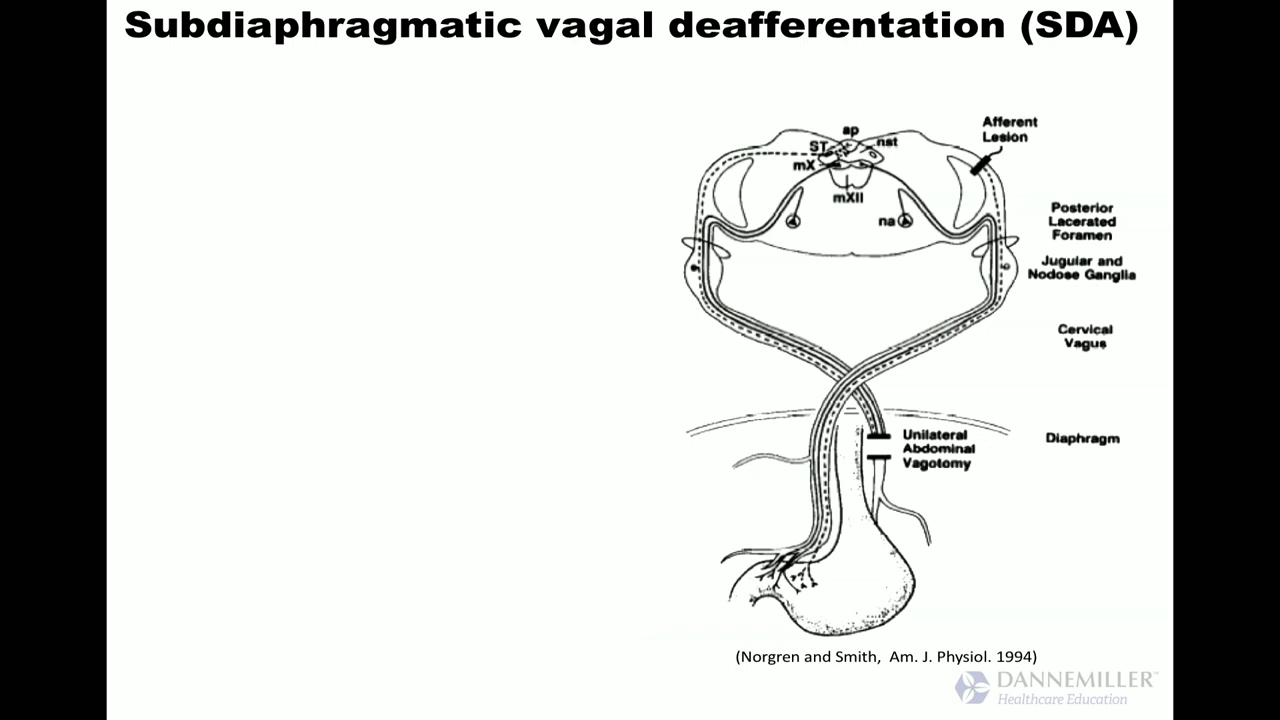 Subdiaphragmatic vagal deafferentation (SDA)
Afferent
Lesion
ap
ST
nst
mX
mXII
na
Posterior
Lacerated
Foramen
Jugular and
Nodose Ganglia
Cervical
Vagus
Unilateral
Abdominal
Vagotomy
Diaphragm
(Norgren and Smith, Am. J. Physiol. 1994)
DANNEMILLER™
Healthcare Education